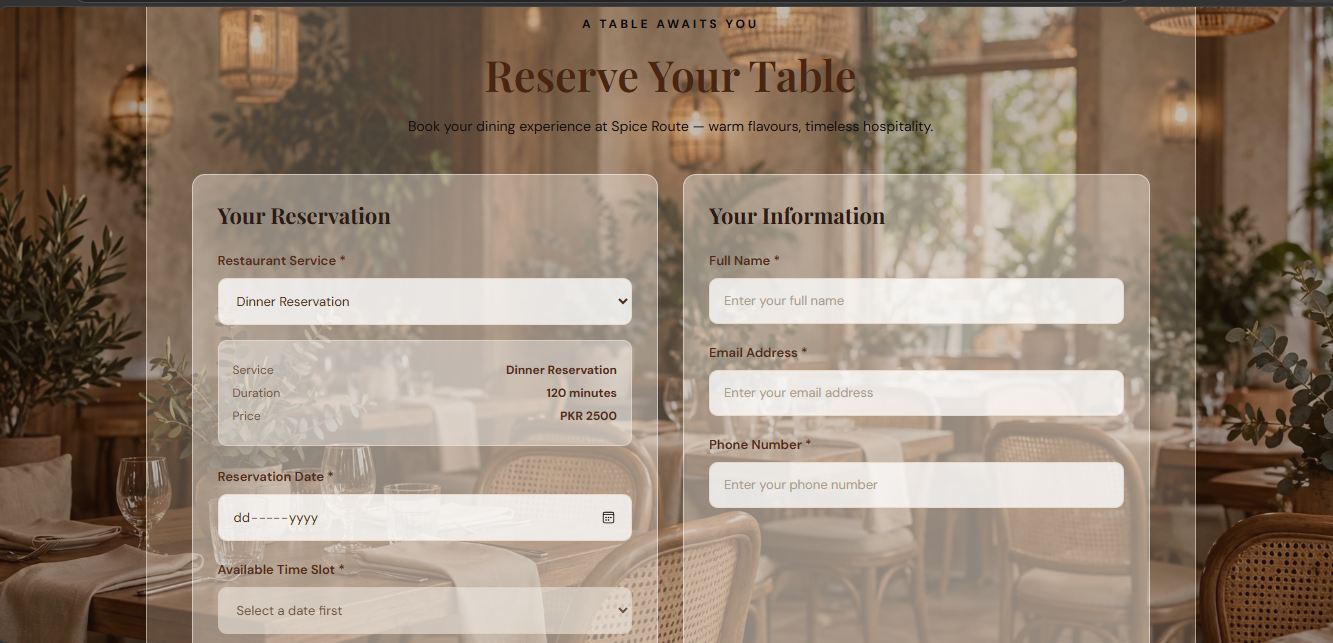 A TABLE AWAITS YOU
Reserve Your Table
Book your dining experience at Spice Route — warm flavours, timeless hospitality.
Your Reservation
Restaurant Service *
Dinner Reservation
Service Dinner Reservation
Duration 120 minutes
Price PKR 2500
Reservation Date *
dd-----yyyy
Available Time Slot *
Select a date first
Your Information
Full Name *
Enter your full name
Email Address *
Enter your email address
Phone Number *
Enter your phone number